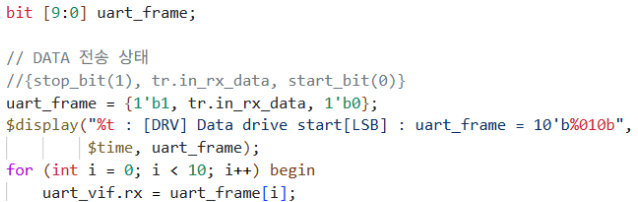 bit [9:0] uart_frame;
// DATA 전송 상태
//{stop_bit(1), tr.in_rx_data, start_bit(0)}
uart_frame = {1'b1, tr.in_rx_data, 1'b0};
$display("%t : [DRV] Data drive start[LSB] : uart_frame = 10'b%010b",
$time, uart_frame);
for (int i = 0; i < 10; i++) begin
uart_vif.rx = uart_frame[i];